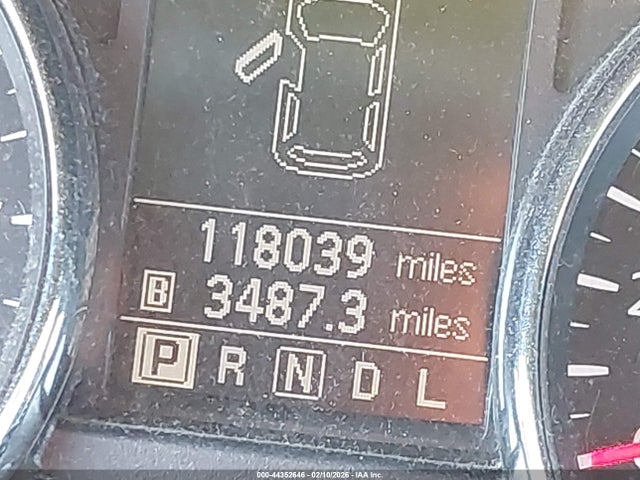 118039 miles
B 3487.3 miles
P R N D L
000-44352646 - 02/10/2026 - IAA Inc.